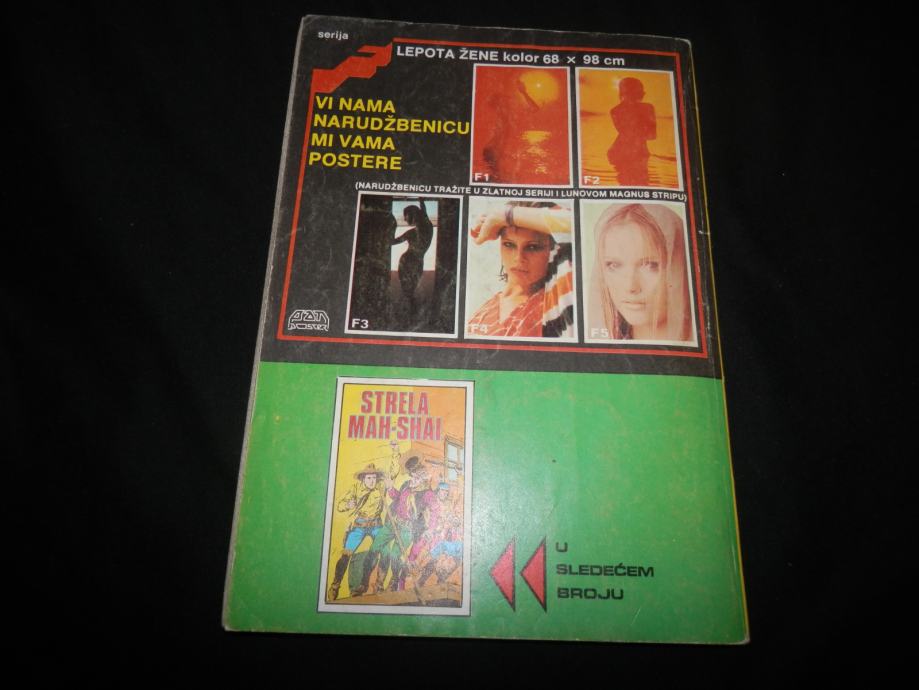 serija
LEPOTA ŽENE kolor 68 x 98 cm
VI NAMA
NARUDŽBENICU
MI VAMA
POSTERE
F1
F2
(NARUDŽBENICU TRAŽITE U ZLATNOJ SERIJI I LUNOVOM MAGNUS STRIPU)
F3
F4
F5
STRELA
MAH-SHAI
U
SLEDEĆEM
BROJU